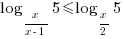 log_{x/(x-1)} 5 ≤ log_{x/2} 5